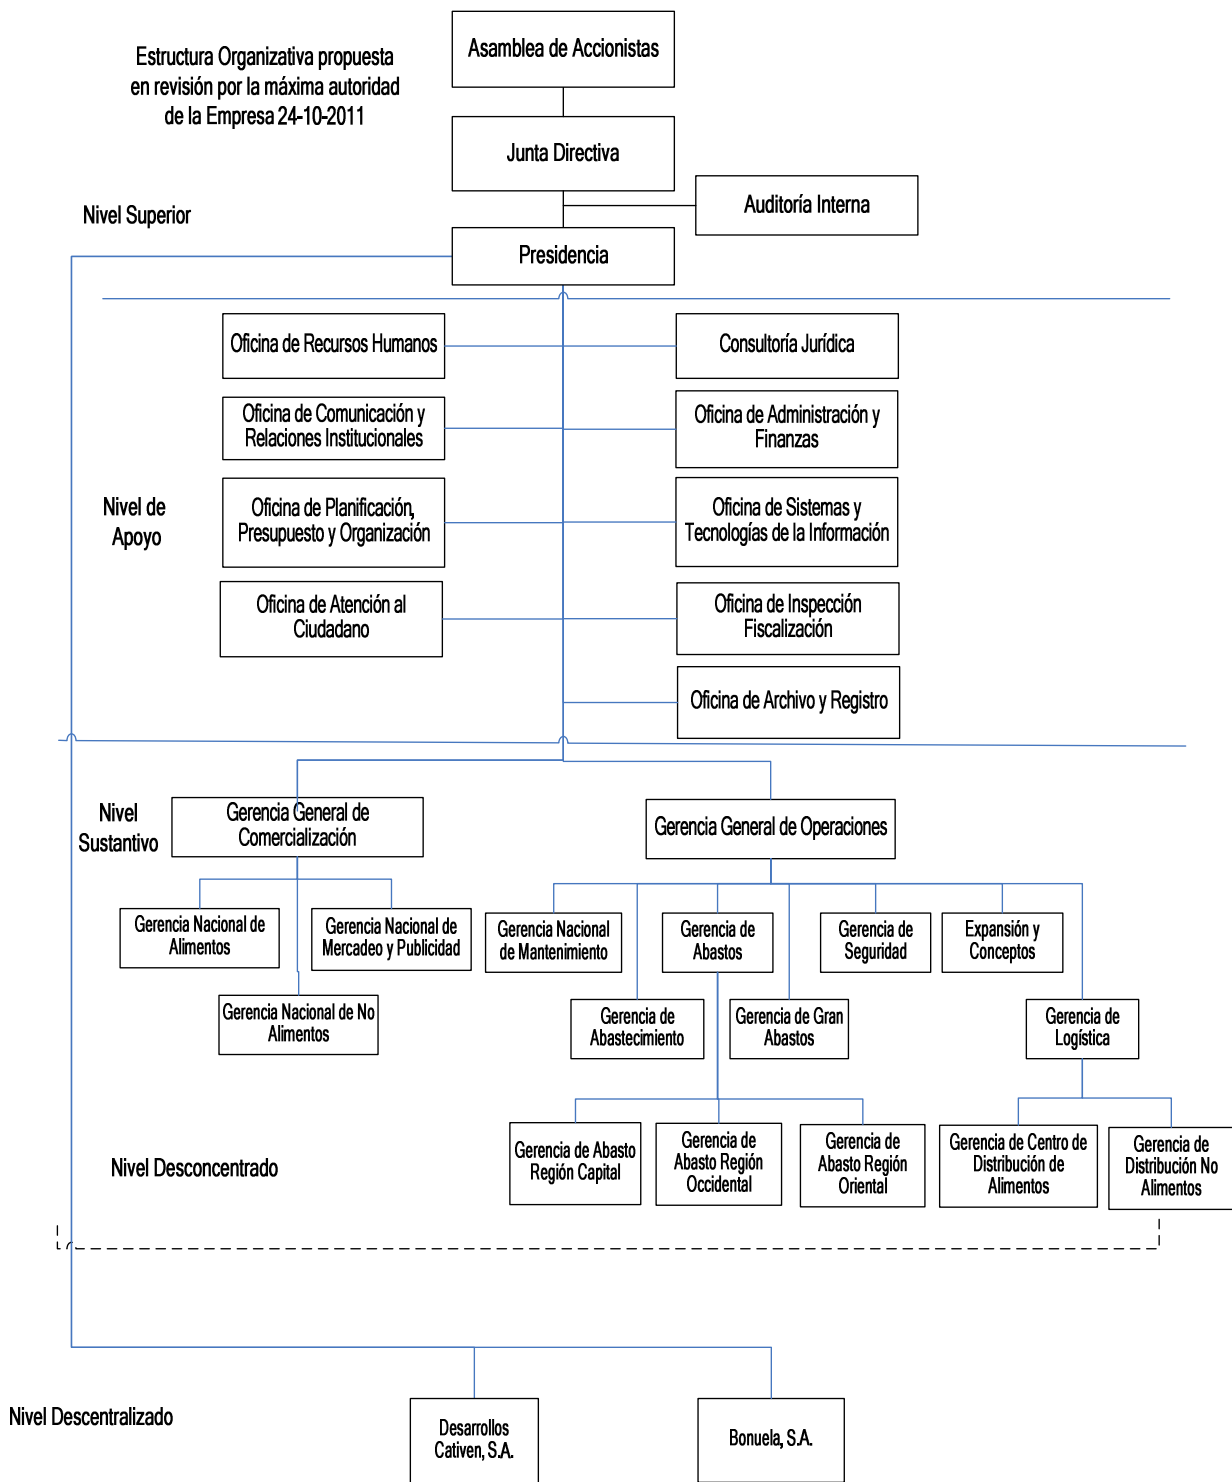 Estructura Organizativa propuesta
en revisión por la máxima autoridad
de la Empresa 24-10-2011
Asamblea de Accionistas
Junta Directiva
Auditoría Interna
Nivel Superior
Presidencia
Oficina de Recursos Humanos
Consultoría Jurídica
Oficina de Comunicación y
Relaciones Institucionales
Oficina de Administración y
Finanzas
Nivel de
Apoyo
Oficina de Planificación,
Presupuesto y Organización
Oficina de Sistemas y
Tecnologías de la Información
Oficina de Atención al
Ciudadano
Oficina de Inspección
Fiscalización
Oficina de Archivo y Registro
Nivel
Sustantivo
Gerencia General de
Comercialización
Gerencia General de Operaciones
Gerencia Nacional de
Alimentos
Gerencia Nacional de
Mercadeo y Publicidad
Gerencia Nacional
de Mantenimiento
Gerencia de
Abastos
Gerencia de
Seguridad
Expansión y
Conceptos
Gerencia Nacional de No
Alimentos
Gerencia de
Abastecimiento
Gerencia de Gran
Abastos
Gerencia de
Logística
Nivel Desconcentrado
Gerencia de Abasto
Región Capital
Gerencia de
Abasto Región
Occidental
Gerencia de
Abasto Región
Oriental
Gerencia de Centro de
Distribución de
Alimentos
Gerencia de
Distribución No
Alimentos
Nivel Descentralizado
Desarrollos
Cativen, S.A.
Bonuela, S.A.